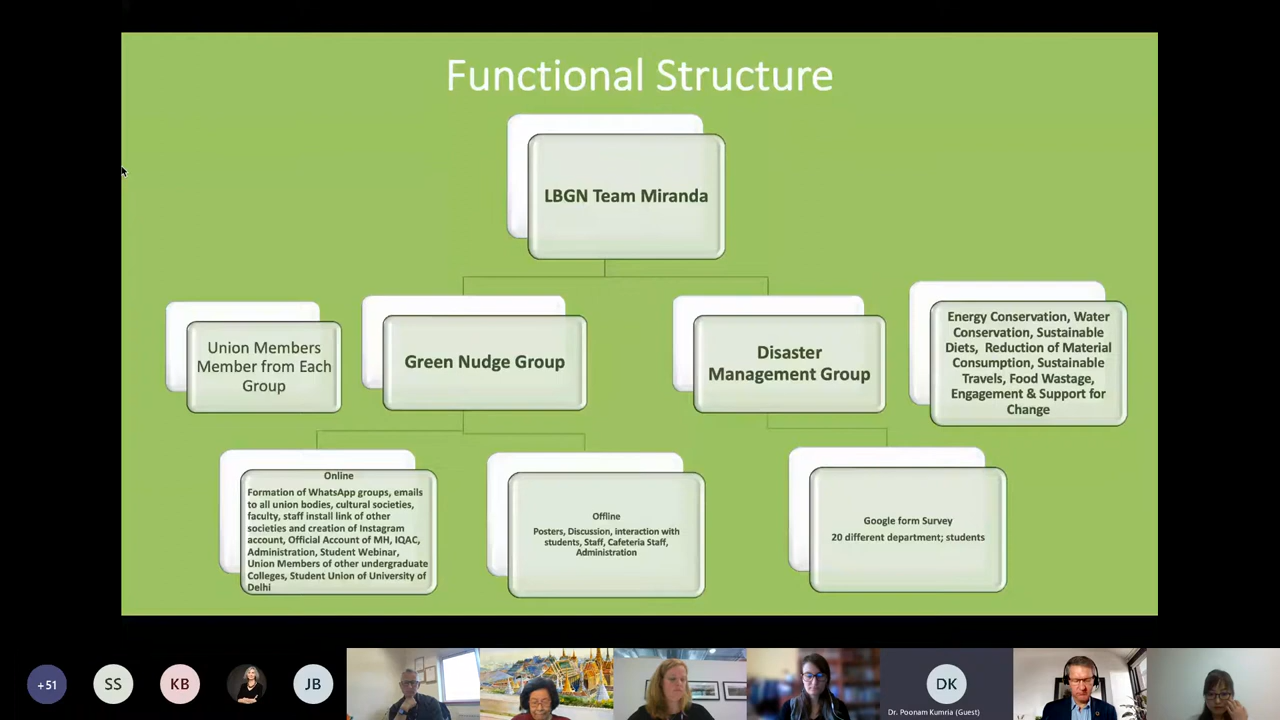 Functional Structure
LBGN Team Miranda
Union Members
Member from Each
Group
Green Nudge Group
Disaster
Management Group
Energy Conservation, Water
Conservation, Sustainable
Diets, Reduction of Material
Consumption, Sustainable
Travels, Food Wastage,
Engagement & Support for
Change
Online
Formation of WhatsApp groups, emails
to all union bodies, cultural societies,
faculty, staff install link of other
societies and creation of Instagram
account, Official Account of MH, IQAC,
Administration, Student Webinar,
Union Members of other undergraduate
Colleges, Student Union of University of
Delhi
Offline
Posters, Discussion, interaction with
students, Staff, Cafeteria Staff,
Administration
Google form Survey
20 different department; students
+51
SS
KB
JB
DK
Dr. Poonam Kumria (Guest)